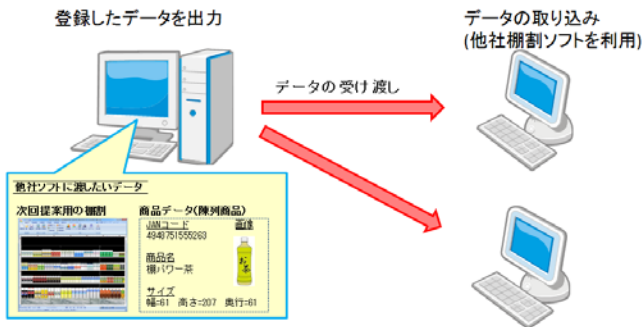 登録したデータを出力
データの取り込み
(他社棚割ソフトを利用)
データの受け渡し
他社ソフトに渡したいデータ
次回提案用の棚割
商品データ(陳列商品)
JANコード
画像
4948751555263
商品名
棚パワー茶
サイズ
幅=61 高さ=207 奥行=61
お茶